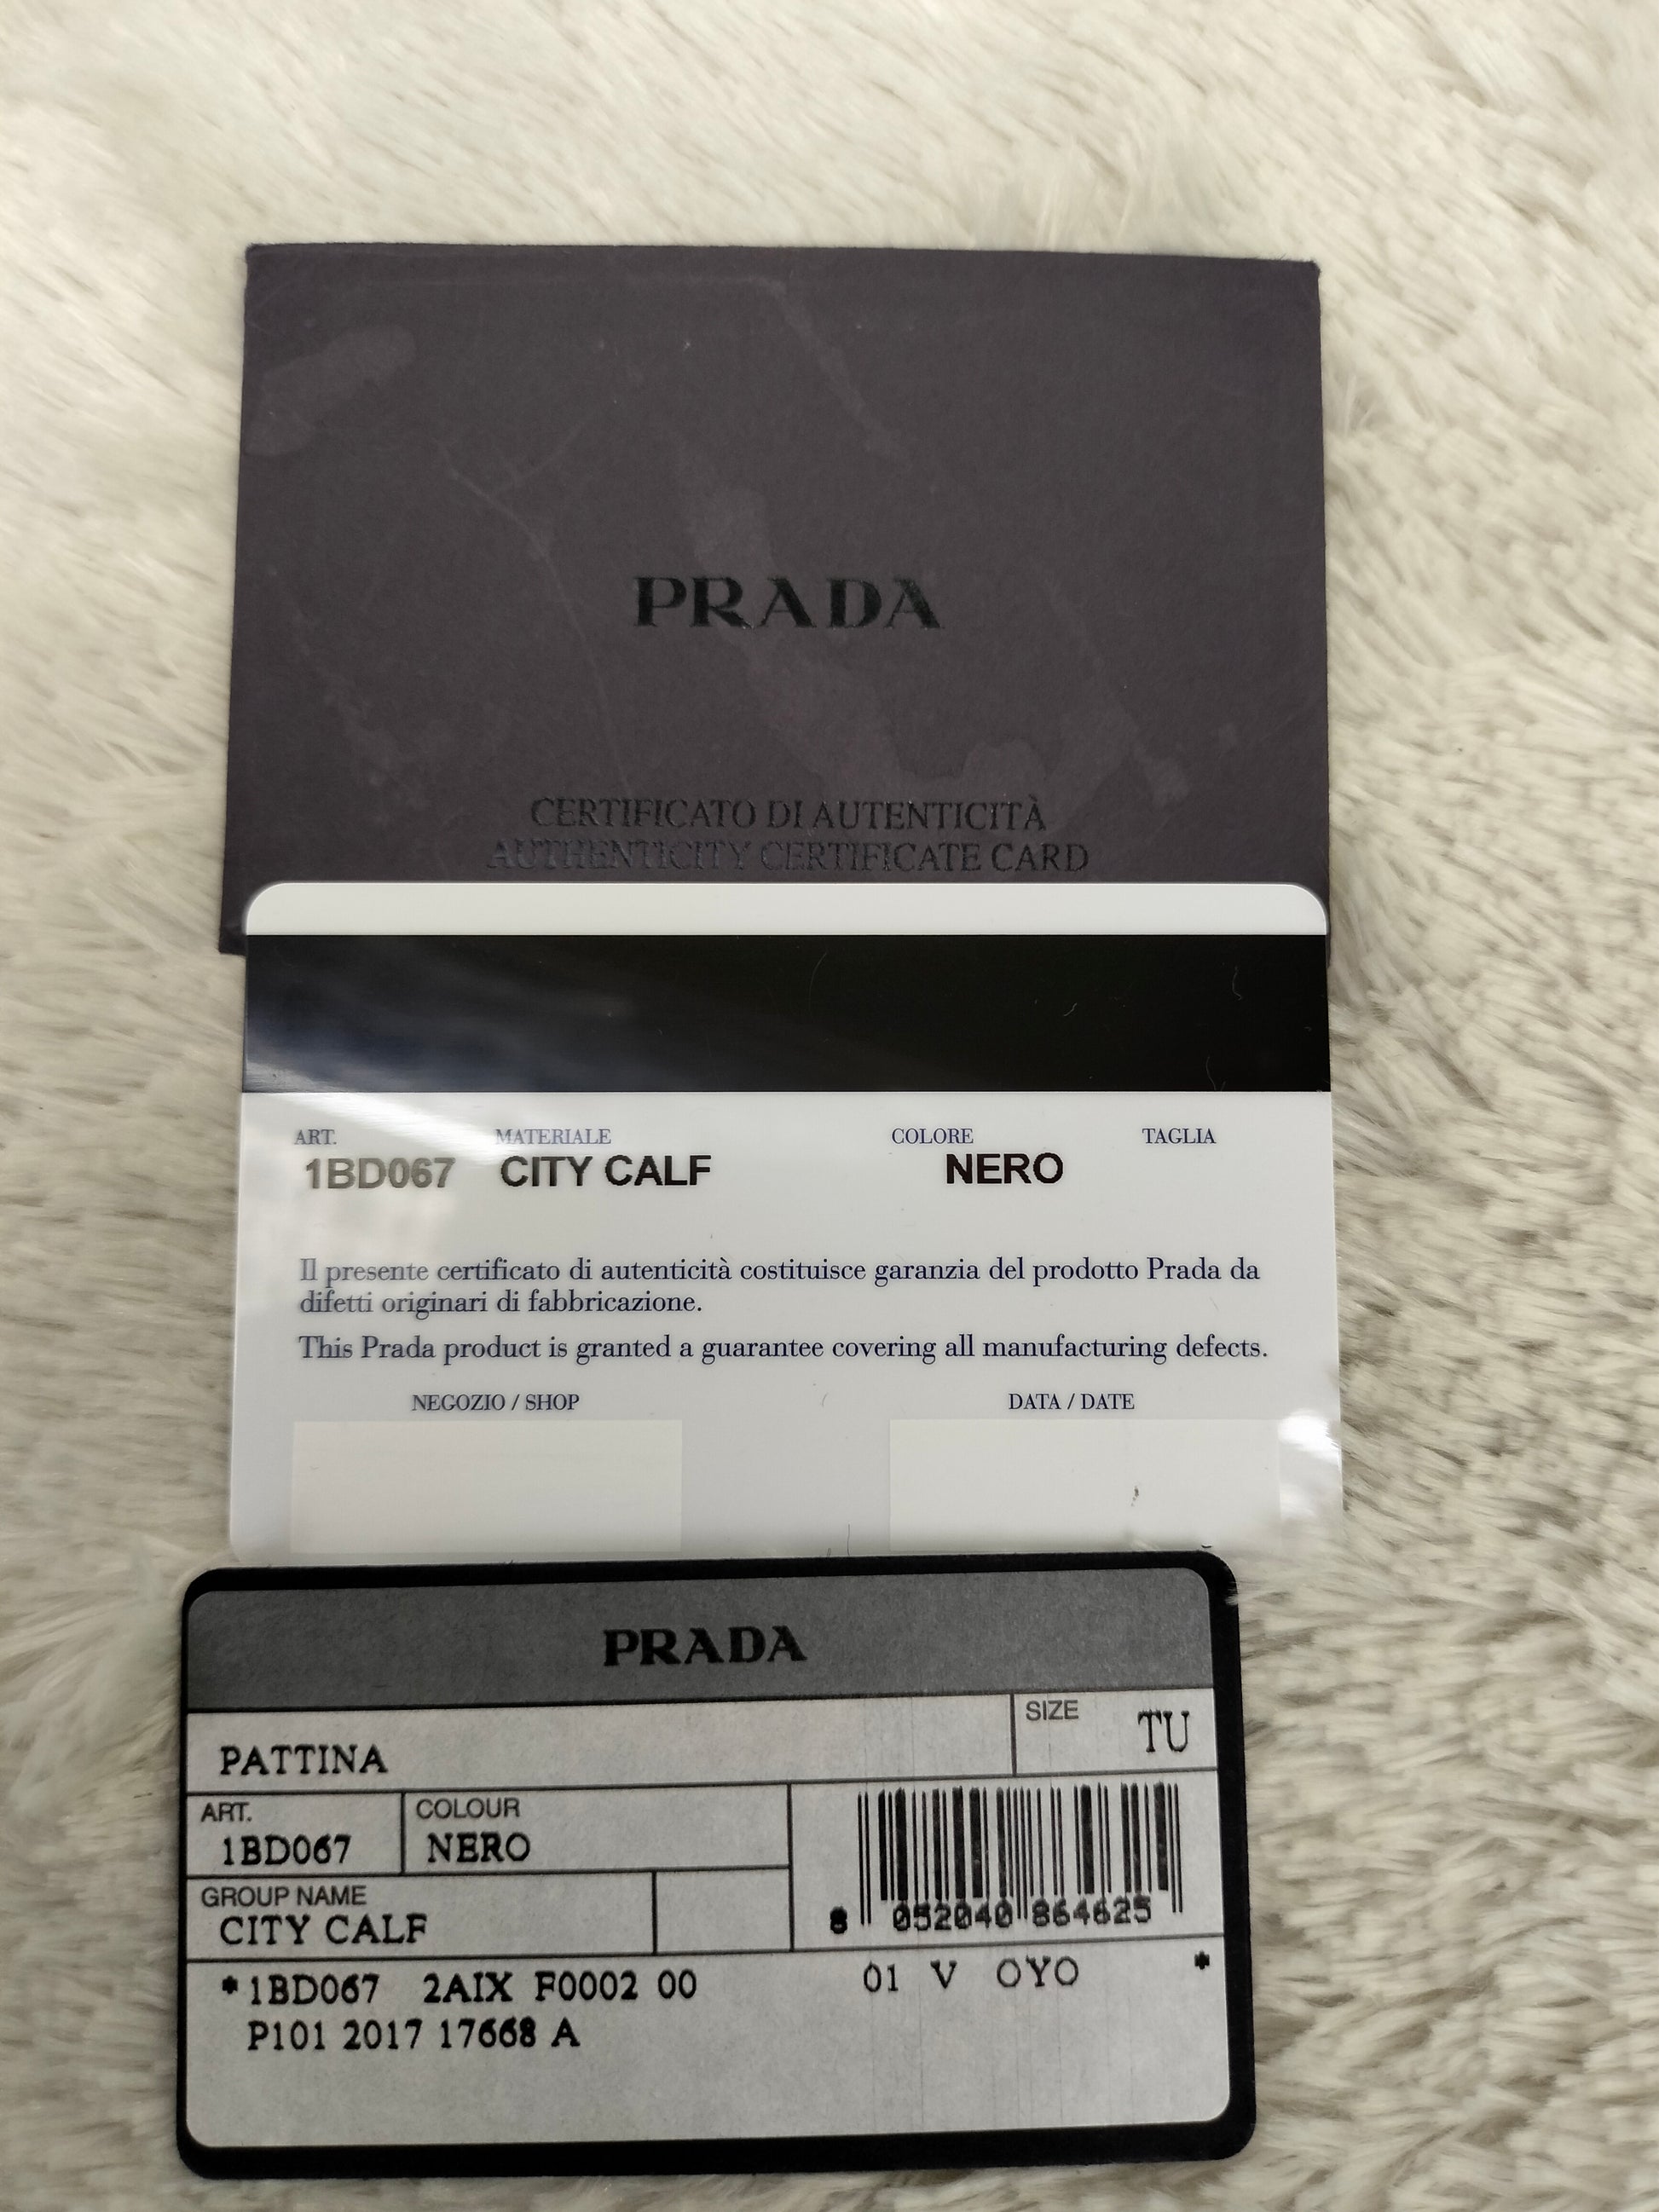 PRADA
CERTIFICATO DI AUTENTICITÀ
AUTHENTICITY CERTIFICATE CARD
ART. MATERIALE COLORE TAGLIA
1BD067 CITY CALF NERO
Il presente certificato di autenticità costituisce garanzia del prodotto Prada da
difetti originari di fabbricazione.
This Prada product is granted a guarantee covering all manufacturing defects.
NEGOZIO / SHOP DATA / DATE
PRADA
SIZE
PATTINA TU
ART. COLOUR
1BD067 NERO
GROUP NAME
CITY CALF
8 052040 864625
*1BD067 2AIX F0002 00 01 V OYO *
P101 2017 17668 A